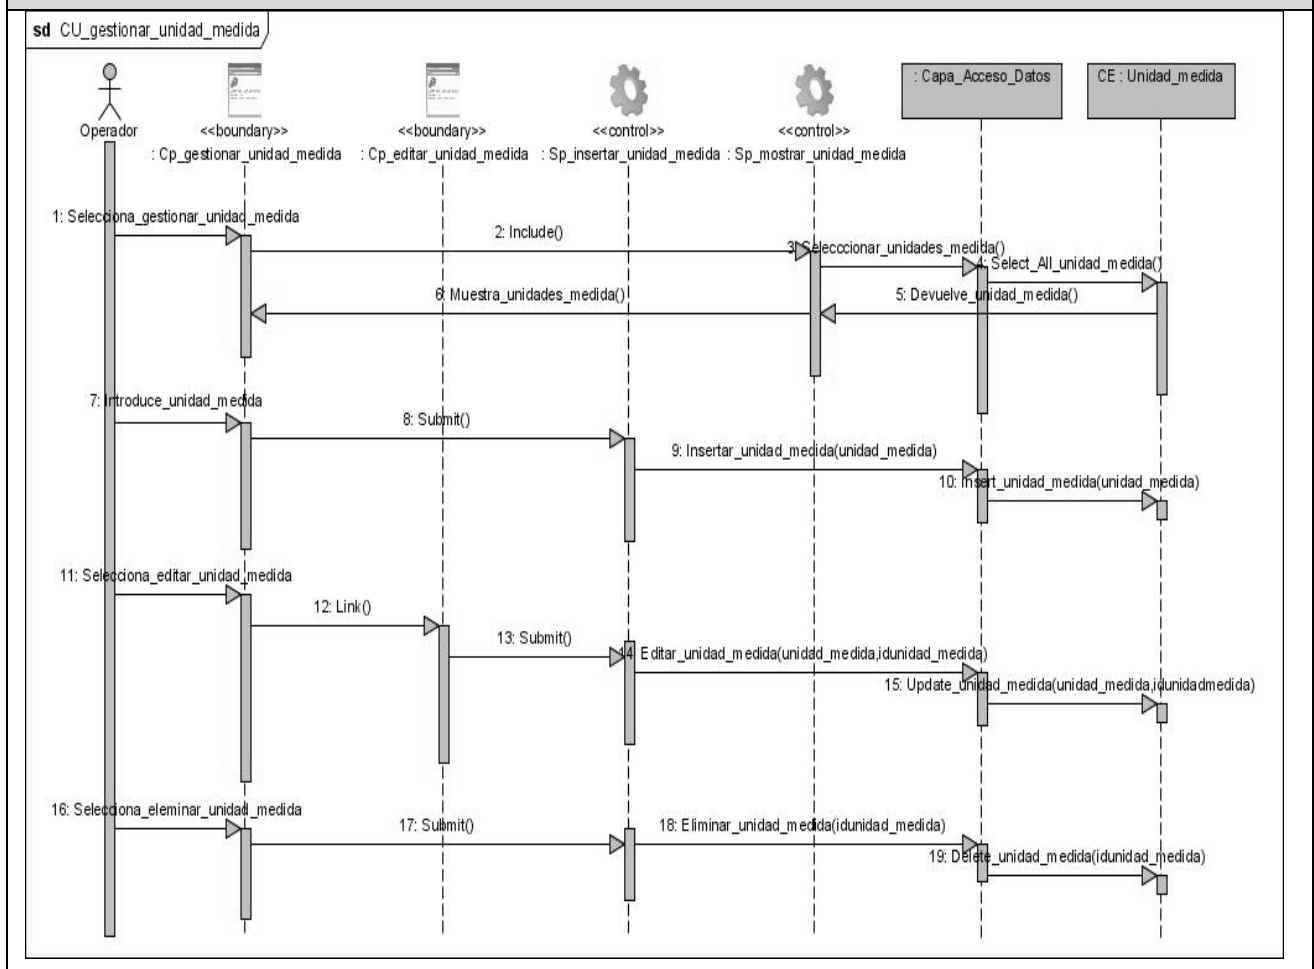 sd CU_gestionar_unidad_medida
: Capa_Acceso_Datos
CE : Unidad_medida
Operador
<<boundary>>
: Cp_gestionar_unidad_medida
<<boundary>>
: Cp_editar_unidad_medida
<<control>>
: Sp_insertar_unidad_medida
<<control>>
: Sp_mostrar_unidad_medida
1: Selecciona_gestionar_unidad_medida
2: Include()
3: Selecccionar_unidades_medida()
4: Select_All_unidad_medida()
5: Devuelve_unidad_medida()
6: Muestra_unidades_medida()
7: Introduce_unidad_medida
8: Submit()
9: Insertar_unidad_medida(unidad_medida)
10: Insert_unidad_medida(unidad_medida)
11: Selecciona_editar_unidad_medida
12: Link()
13: Submit()
14: Editar_unidad_medida(unidad_medida,idunidad_medida)
15: Update_unidad_medida(unidad_medida,idunidadmedida)
16: Selecciona_eleminar_unidad_medida
17: Submit()
18: Eliminar_unidad_medida(idunidad_medida)
19: Delete_unidad_medida(idunidad_medida)